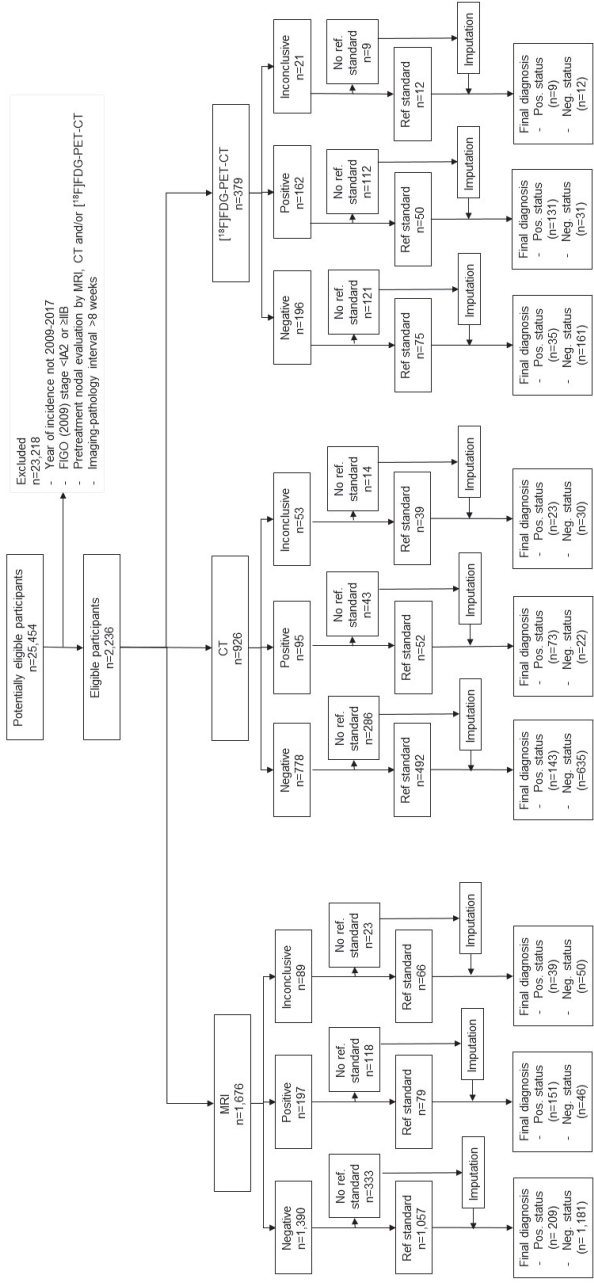 Potentially eligible participants
n=25,454
Excluded
n=23,218
- Year of incidence not 2009-2017
- FIGO (2009) stage <IA2 or ≥IIB
- Pretreatment nodal evaluation by MRI, CT and/or [¹⁸F]FDG-PET-CT
- Imaging-pathology interval >8 weeks
Eligible participants
n=2,236
MRI
n=1,676
Negative
n=1,390
No ref.
standard
n=333
Ref standard
n=1,057
Imputation
Final diagnosis
- Pos. status
(n= 209)
- Neg. status
(n= 1,181)
Positive
n=197
No ref.
standard
n=118
Ref standard
n=79
Imputation
Final diagnosis
- Pos. status
(n=151)
- Neg. status
(n=46)
Inconclusive
n=89
No ref.
standard
n=23
Ref standard
n=66
Imputation
Final diagnosis
- Pos. status
(n=39)
- Neg. status
(n=50)
CT
n=926
Negative
n=778
No ref.
standard
n=286
Ref standard
n=492
Imputation
Final diagnosis
- Pos. status
(n=143)
- Neg. status
(n=635)
Positive
n=95
No ref.
standard
n=43
Ref standard
n=52
Imputation
Final diagnosis
- Pos. status
(n=73)
- Neg. status
(n=22)
Inconclusive
n=53
No ref.
standard
n=14
Ref standard
n=39
Imputation
Final diagnosis
- Pos. status
(n=23)
- Neg. status
(n=30)
[¹⁸F]FDG-PET-CT
n=379
Negative
n=196
No ref.
standard
n=121
Ref standard
n=75
Imputation
Final diagnosis
- Pos. status
(n=35)
- Neg. status
(n=161)
Positive
n=162
No ref.
standard
n=112
Ref standard
n=50
Imputation
Final diagnosis
- Pos. status
(n=131)
- Neg. status
(n=31)
Inconclusive
n=21
No ref.
standard
n=9
Ref standard
n=12
Imputation
Final diagnosis
- Pos. status
(n=9)
- Neg. status
(n=12)